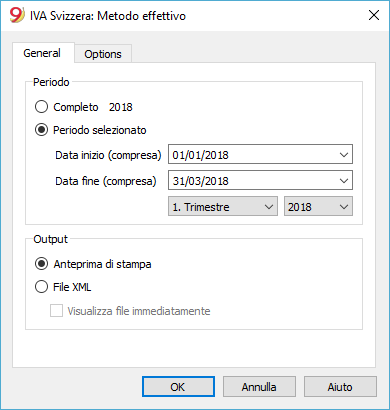 9 IVA Svizzera: Metodo effettivo
General Options
Periodo
Completo 2018
Periodo selezionato
Data inizio (compresa) 01/01/2018
Data fine (compresa) 31/03/2018
1. Trimestre 2018
Output
Anteprima di stampa
File XML
Visualizza file immediatamente
OK Annulla Aiuto